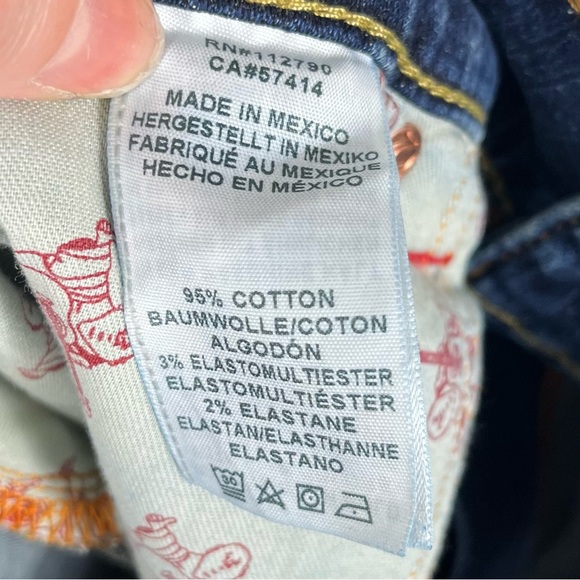 RN#112790
CA#57414
MADE IN MEXICO
HERGESTELLT IN MEXIKO
FABRIQUÉ AU MEXIQUE
HECHO EN MÉXICO
95% COTTON
BAUMWOLLE/COTON
ALGODÓN
3% ELASTOMULTIESTER
ELASTOMULTIÉSTER
2% ELASTANE
ELASTAN/ELASTHANNE
ELASTANO
30